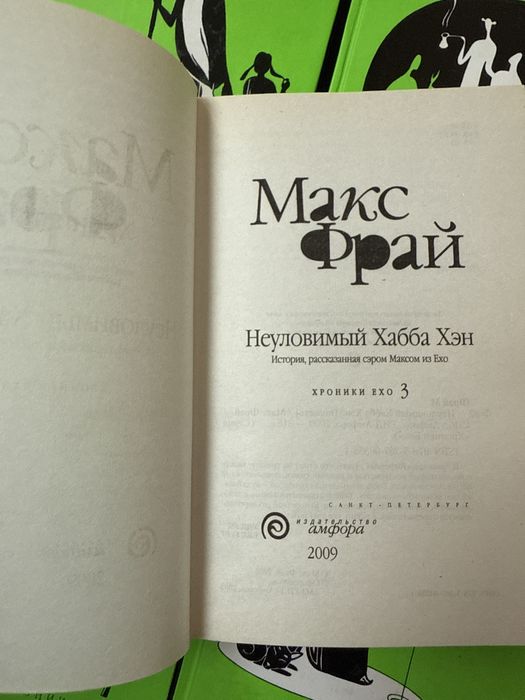 Макс
Фрай
Неуловимый Хабба Хэн
История, рассказанная сэром Максом из Ехо
ХРОНИКИ ЕХО 3
САНКТ-ПЕТЕРБУРГ
ИЗДАТЕЛЬСТВО
амфора
2009